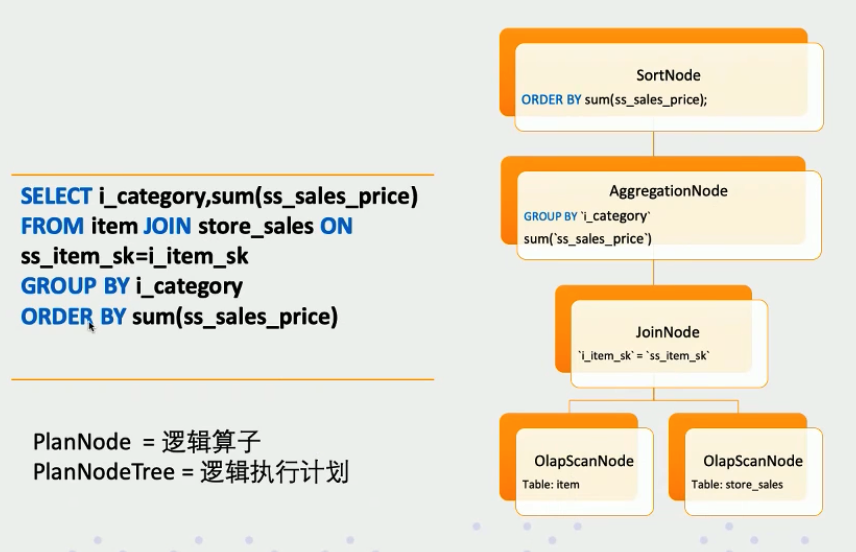 SELECT i_category,sum(ss_sales_price)
FROM item JOIN store_sales ON
ss_item_sk=i_item_sk
GROUP BY i_category
ORDER BY sum(ss_sales_price)
PlanNode = 逻辑算子
PlanNodeTree = 逻辑执行计划
SortNode
ORDER BY sum(ss_sales_price);
AggregationNode
GROUP BY `i_category`
sum(`ss_sales_price`)
JoinNode
`i_item_sk` = `ss_item_sk`
OlapScanNode
Table: item
OlapScanNode
Table: store_sales